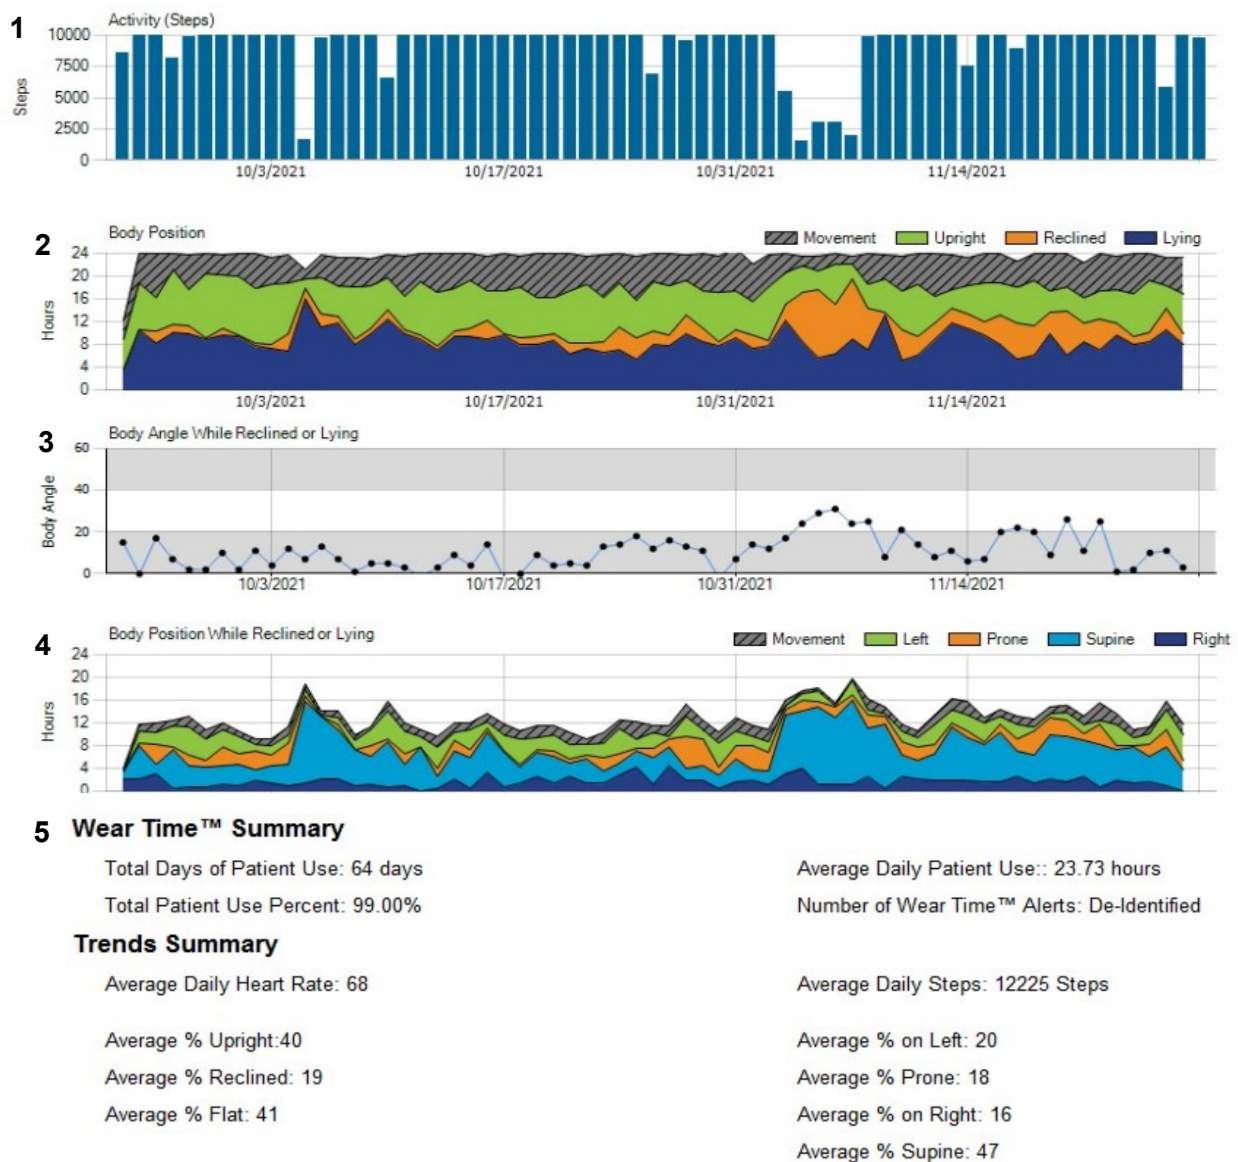 1
Activity (Steps)
10000
7500
5000
2500
0
Steps
10/3/2021 10/17/2021 10/31/2021 11/14/2021
2
Body Position
Movement Upright Reclined Lying
24
20
16
12
8
4
0
Hours
10/3/2021 10/17/2021 10/31/2021 11/14/2021
3
Body Angle While Reclined or Lying
60
40
20
0
Body Angle
10/3/2021 10/17/2021 10/31/2021 11/14/2021
4
Body Position While Reclined or Lying
Movement Left Prone Supine Right
24
20
16
12
8
4
0
Hours
5 Wear Time™ Summary
Total Days of Patient Use: 64 days Average Daily Patient Use:: 23.73 hours
Total Patient Use Percent: 99.00% Number of Wear Time™ Alerts: De-Identified
Trends Summary
Average Daily Heart Rate: 68 Average Daily Steps: 12225 Steps
Average % Upright:40 Average % on Left: 20
Average % Reclined: 19 Average % Prone: 18
Average % Flat: 41 Average % on Right: 16
Average % Supine: 47